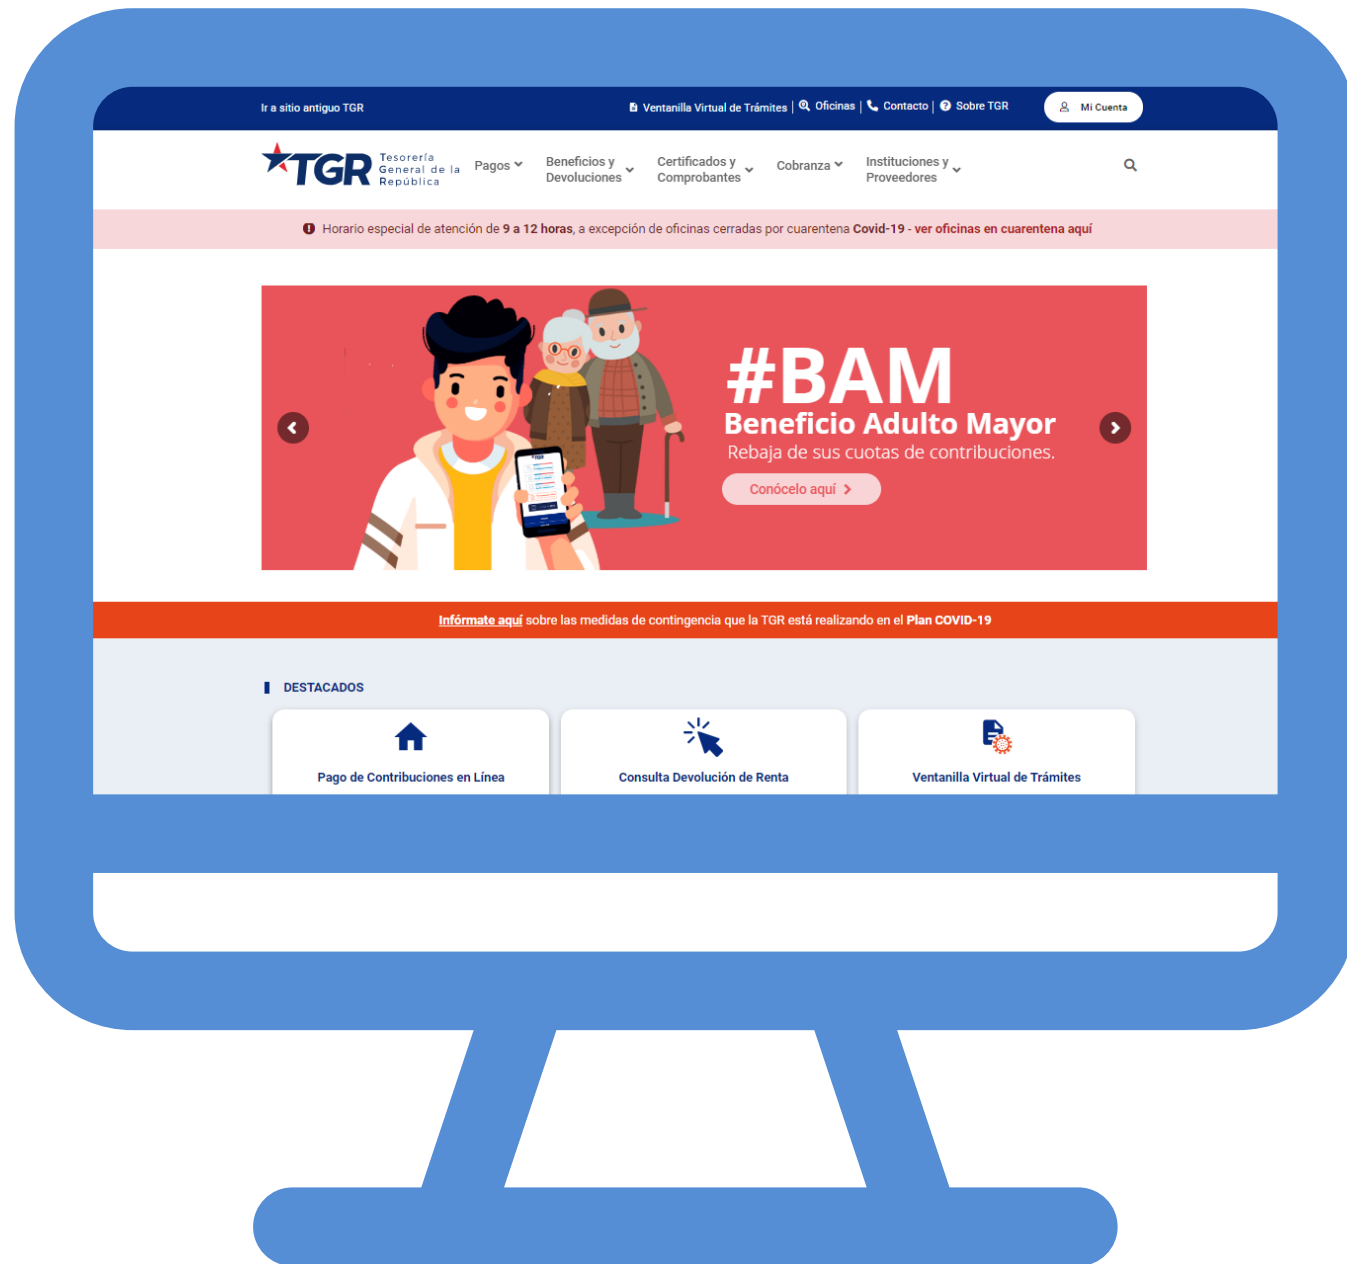 Ir a sitio antiguo TGR
Ventanilla Virtual de Trámites | Oficinas | Contacto | Sobre TGR
Mi Cuenta
TGR
Tesorería
General de la
República
Pagos
Beneficios y
Devoluciones
Certificados y
Comprobantes
Cobranza
Instituciones y
Proveedores
Horario especial de atención de 9 a 12 horas, a excepción de oficinas cerradas por cuarentena Covid-19 - ver oficinas en cuarentena aquí
#BAM
Beneficio Adulto Mayor
Rebaja de sus cuotas de contribuciones.
Conócelo aquí
Infórmate aquí sobre las medidas de contingencia que la TGR está realizando en el Plan COVID-19
DESTACADOS
Pago de Contribuciones en Línea
Consulta Devolución de Renta
Ventanilla Virtual de Trámites